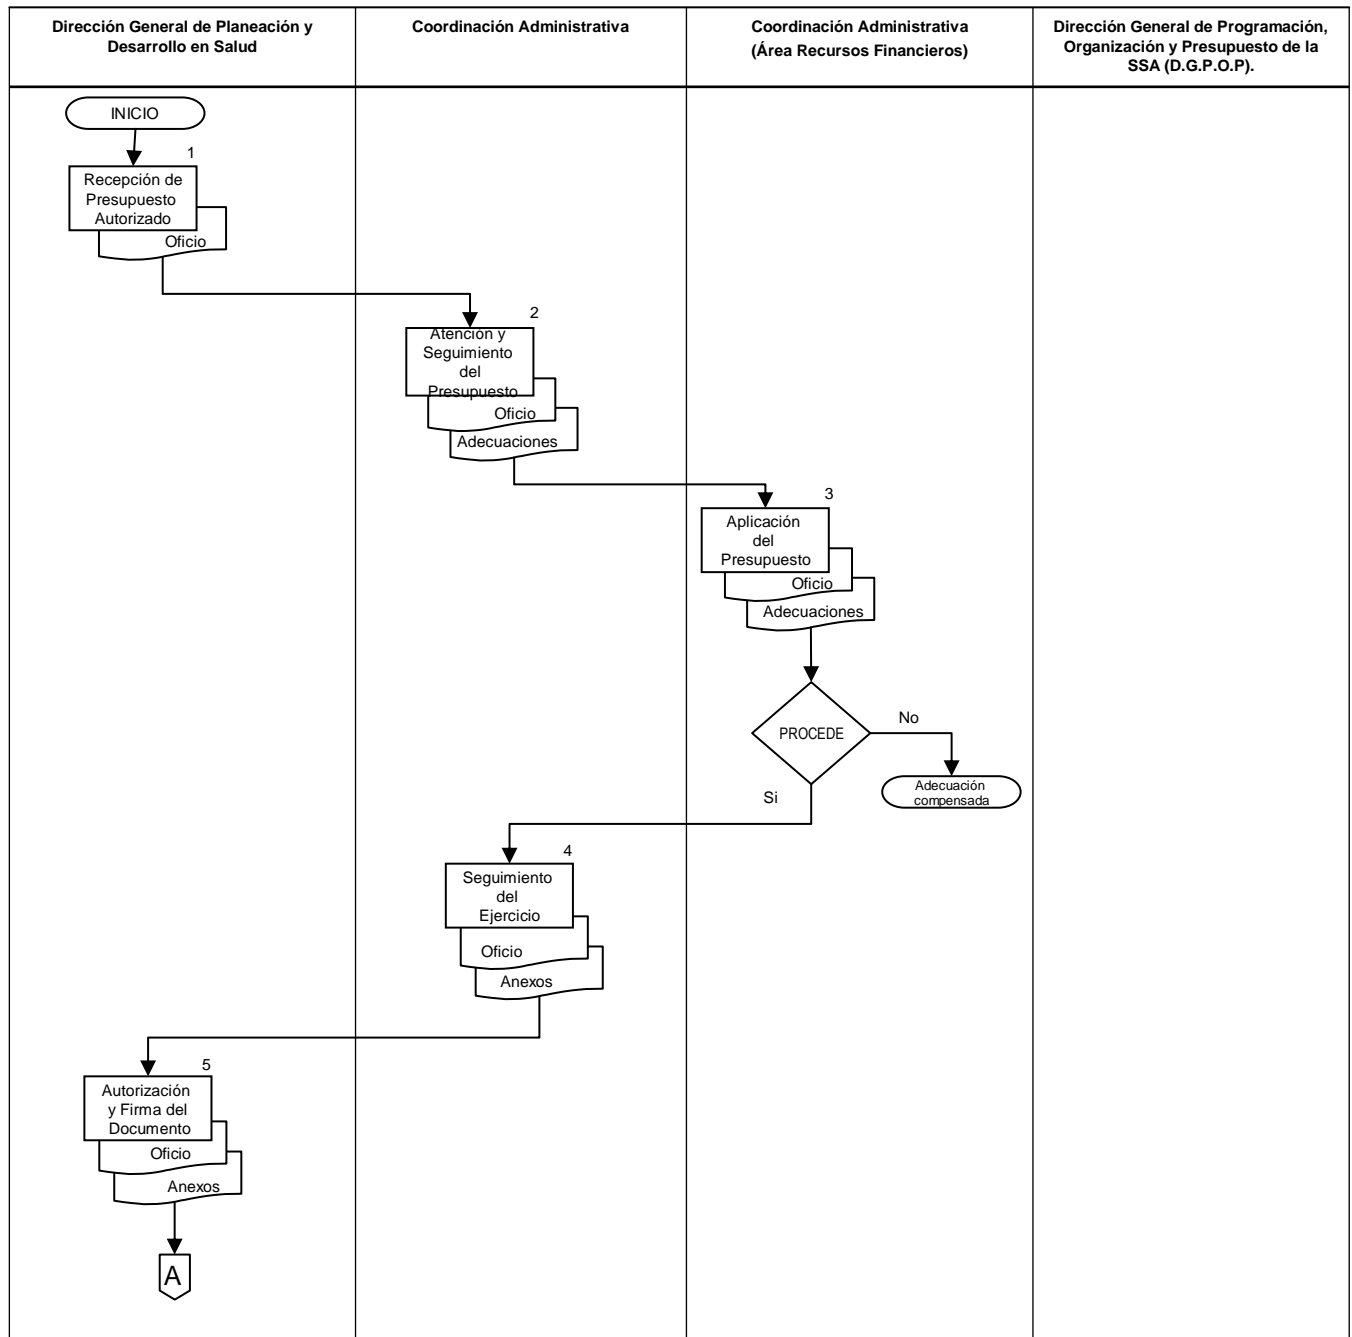 Dirección General de Planeación y
Desarrollo en Salud
Coordinación Administrativa
Coordinación Administrativa
(Área Recursos Financieros)
Dirección General de Programación,
Organización y Presupuesto de la
SSA (D.G.P.O.P).
INICIO
1
Recepción de
Presupuesto
Autorizado
Oficio
2
Atención y
Seguimiento
del
Presupuesto
Oficio
Adecuaciones
3
Aplicación
del
Presupuesto
Oficio
Adecuaciones
PROCEDE
No
Adecuación
compensada
Si
4
Seguimiento
del
Ejercicio
Oficio
Anexos
5
Autorización
y Firma del
Documento
Oficio
Anexos
A